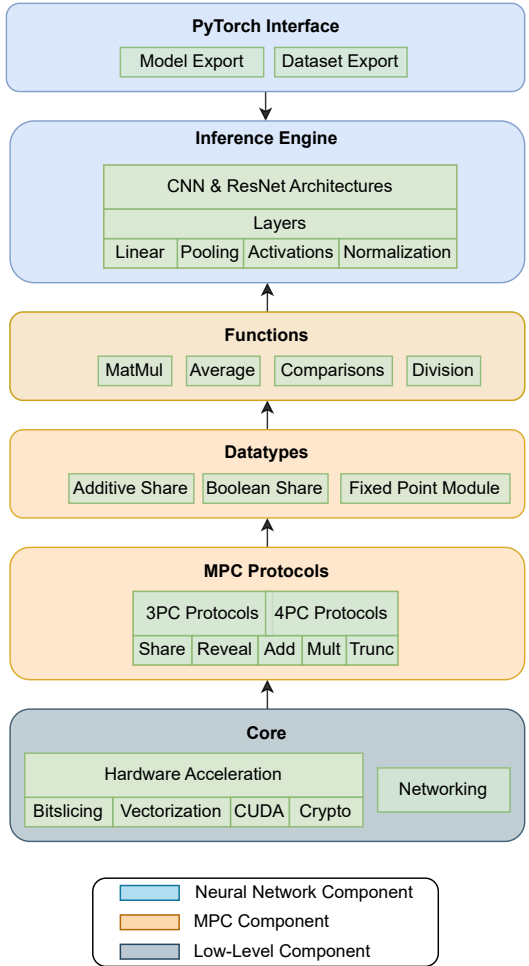 PyTorch Interface
Model Export Dataset Export
Inference Engine
CNN & ResNet Architectures
Layers
Linear Pooling Activations Normalization
Functions
MatMul Average Comparisons Division
Datatypes
Additive Share Boolean Share Fixed Point Module
MPC Protocols
3PC Protocols 4PC Protocols
Share Reveal Add Mult Trunc
Core
Hardware Acceleration
Networking
Bitslicing Vectorization CUDA Crypto
Neural Network Component
MPC Component
Low-Level Component